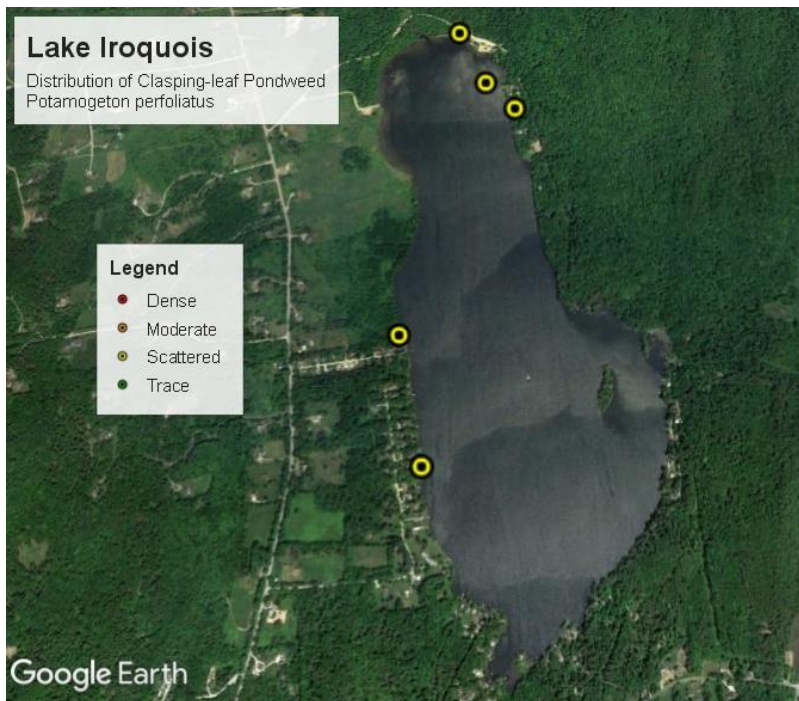 Lake Iroquois
Distribution of Clasping-leaf Pondweed
Potamogeton perfoliatus
Legend
Dense
Moderate
Scattered
Trace
Google Earth